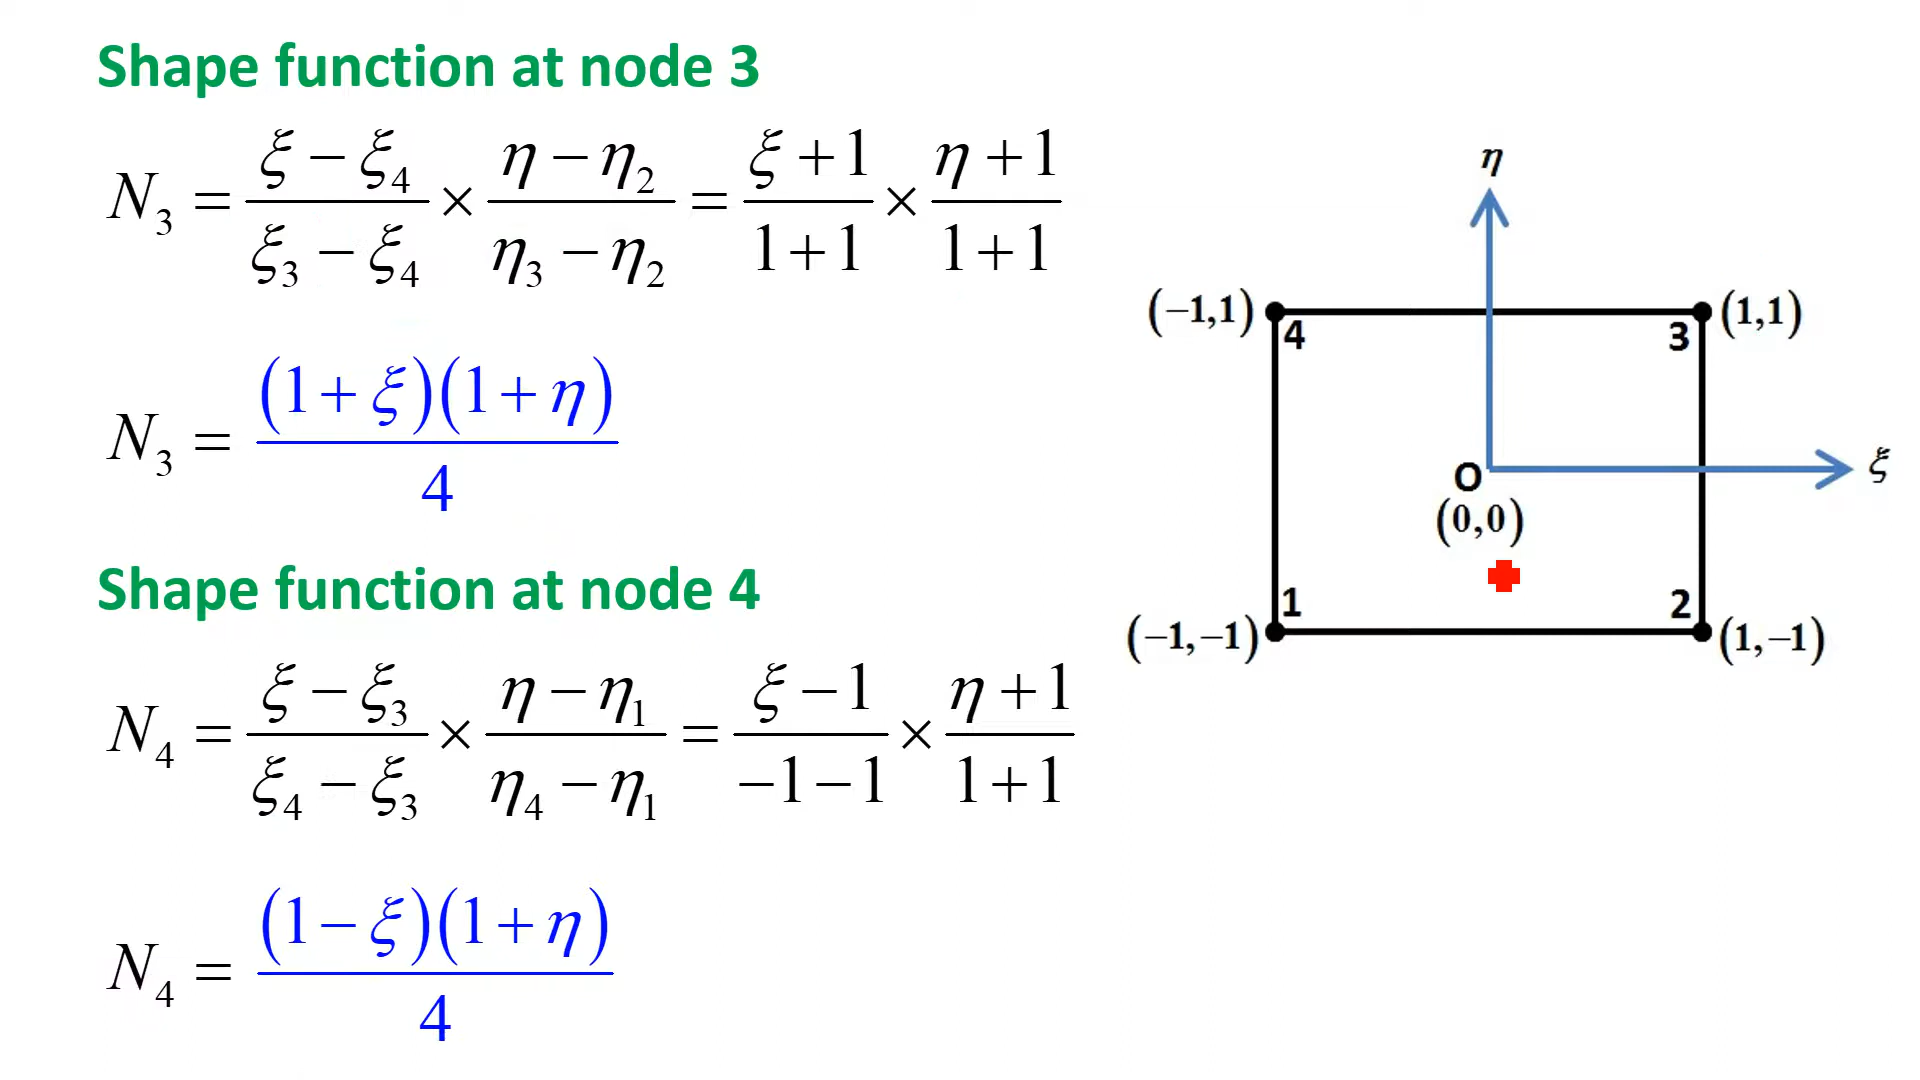 Shape function at node 3
N₃ = (ξ − ξ₄)/(ξ₃ − ξ₄) × (η − η₂)/(η₃ − η₂) = (ξ + 1)/(1 + 1) × (η + 1)/(1 + 1)
N₃ = (1 + ξ)(1 + η)/4
Shape function at node 4
N₄ = (ξ − ξ₃)/(ξ₄ − ξ₃) × (η − η₁)/(η₄ − η₁) = (ξ − 1)/(−1 − 1) × (η + 1)/(1 + 1)
N₄ = (1 − ξ)(1 + η)/4
η
(−1,1) 4 3 (1,1)
O ξ
(0,0)
1 2
(−1,−1) (1,−1)